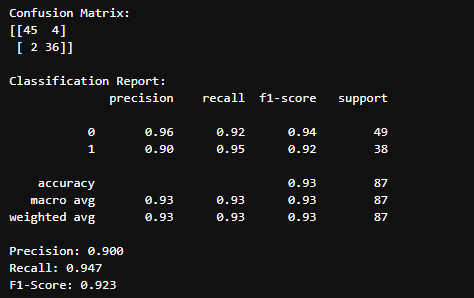 Confusion Matrix:
[[45  4]
 [ 2 36]]
Classification Report:
              precision    recall  f1-score   support
           0       0.96      0.92      0.94        49
           1       0.90      0.95      0.92        38
    accuracy                           0.93        87
   macro avg       0.93      0.93      0.93        87
weighted avg       0.93      0.93      0.93        87
Precision: 0.900
Recall: 0.947
F1-Score: 0.923